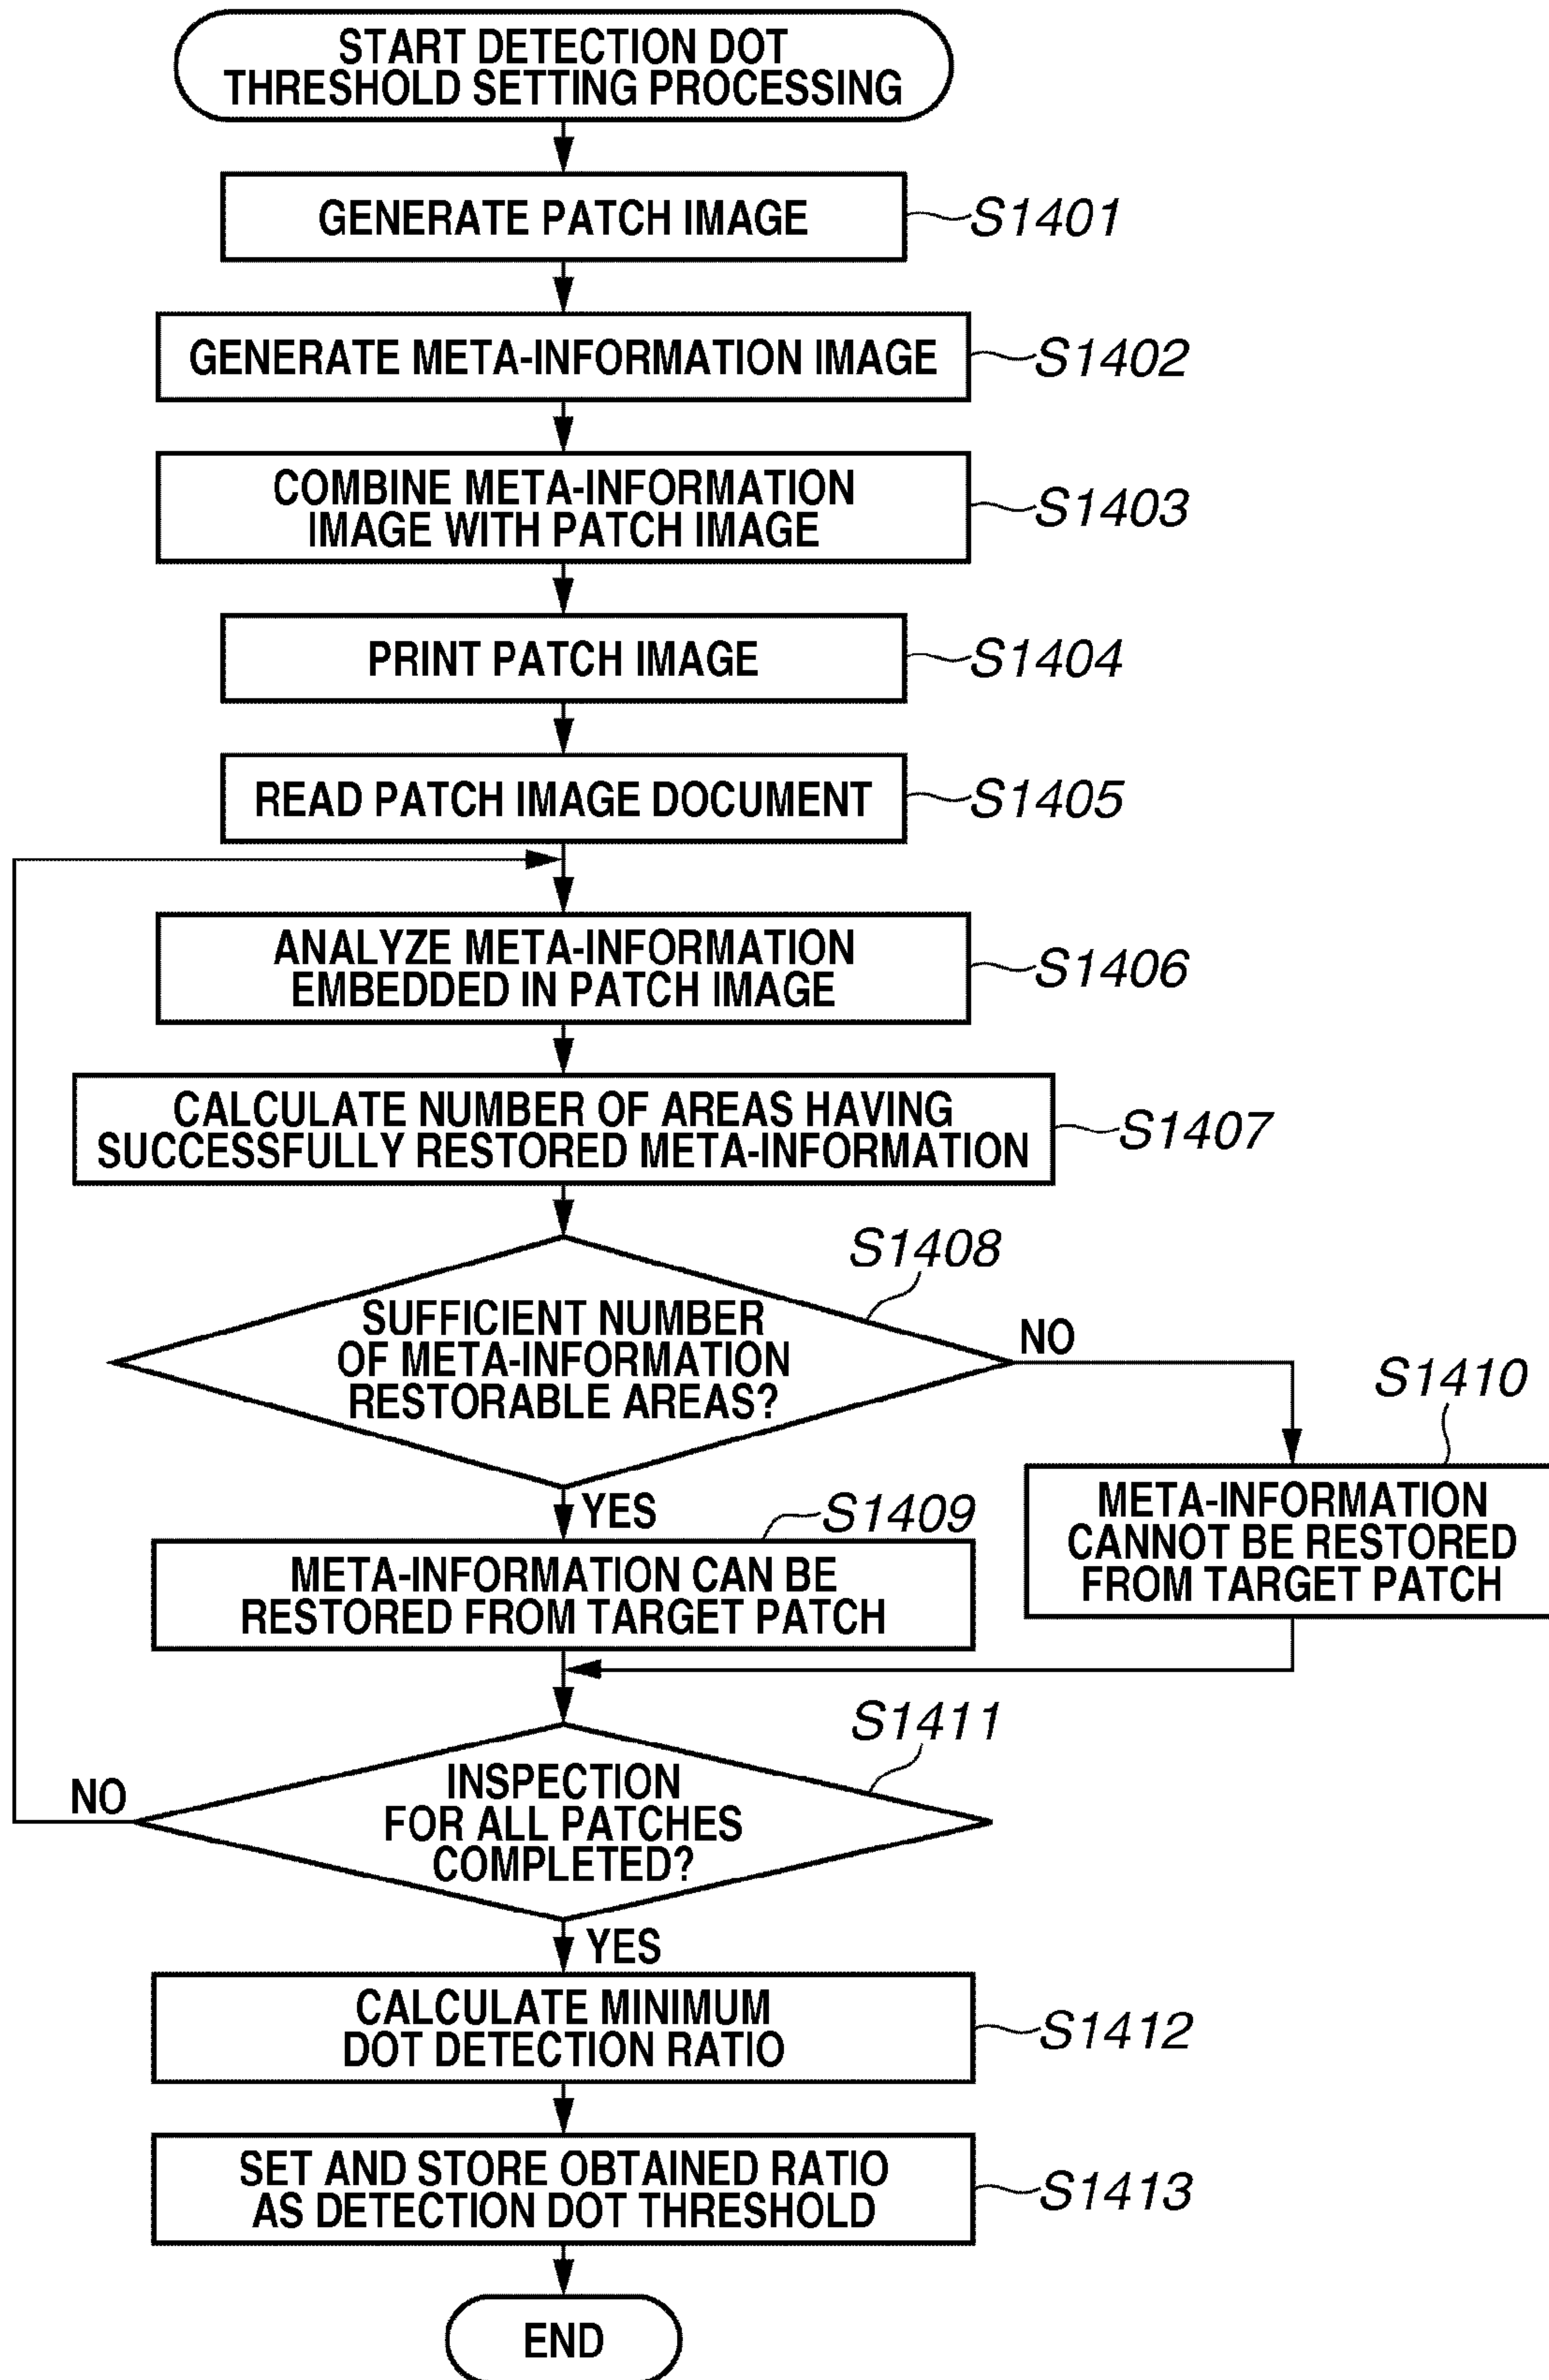 START DETECTION DOT
THRESHOLD SETTING PROCESSING
GENERATE PATCH IMAGE
S1401
GENERATE META-INFORMATION IMAGE
S1402
COMBINE META-INFORMATION
IMAGE WITH PATCH IMAGE
S1403
PRINT PATCH IMAGE
S1404
READ PATCH IMAGE DOCUMENT
S1405
ANALYZE META-INFORMATION
EMBEDDED IN PATCH IMAGE
S1406
CALCULATE NUMBER OF AREAS HAVING
SUCCESSFULLY RESTORED META-INFORMATION
S1407
S1408
SUFFICIENT NUMBER
OF META-INFORMATION
RESTORABLE AREAS?
NO
S1410
META-INFORMATION
CANNOT BE RESTORED
FROM TARGET PATCH
YES
S1409
META-INFORMATION CAN BE
RESTORED FROM TARGET PATCH
S1411
INSPECTION
FOR ALL PATCHES
COMPLETED?
NO
YES
CALCULATE MINIMUM
DOT DETECTION RATIO
S1412
SET AND STORE OBTAINED RATIO
AS DETECTION DOT THRESHOLD
S1413
END